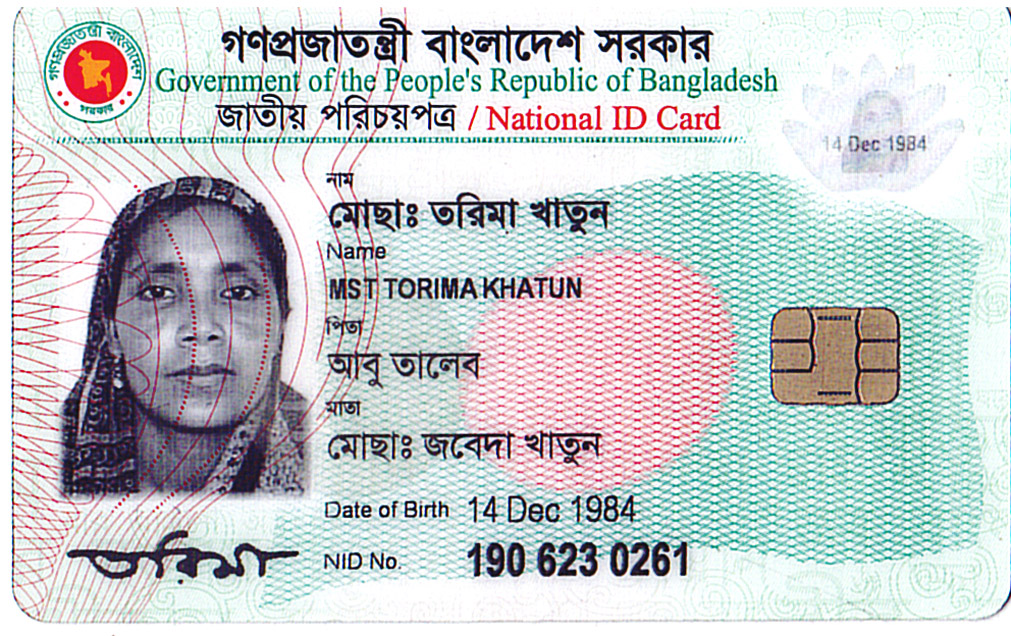 গণপ্রজাতন্ত্রী বাংলাদেশ সরকার
গণপ্রজাতন্ত্রী বাংলাদেশ সরকার
Government of the People's Republic of Bangladesh
জাতীয় পরিচয়পত্র / National ID Card
14 Dec 1984
নাম
মোছাঃ তরিমা খাতুন
Name
MST TORIMA KHATUN
পিতা
আবু তালেব
মাতা
মোছাঃ জবেদা খাতুন
Date of Birth 14 Dec 1984
তরিমা
NID No. 190 623 0261